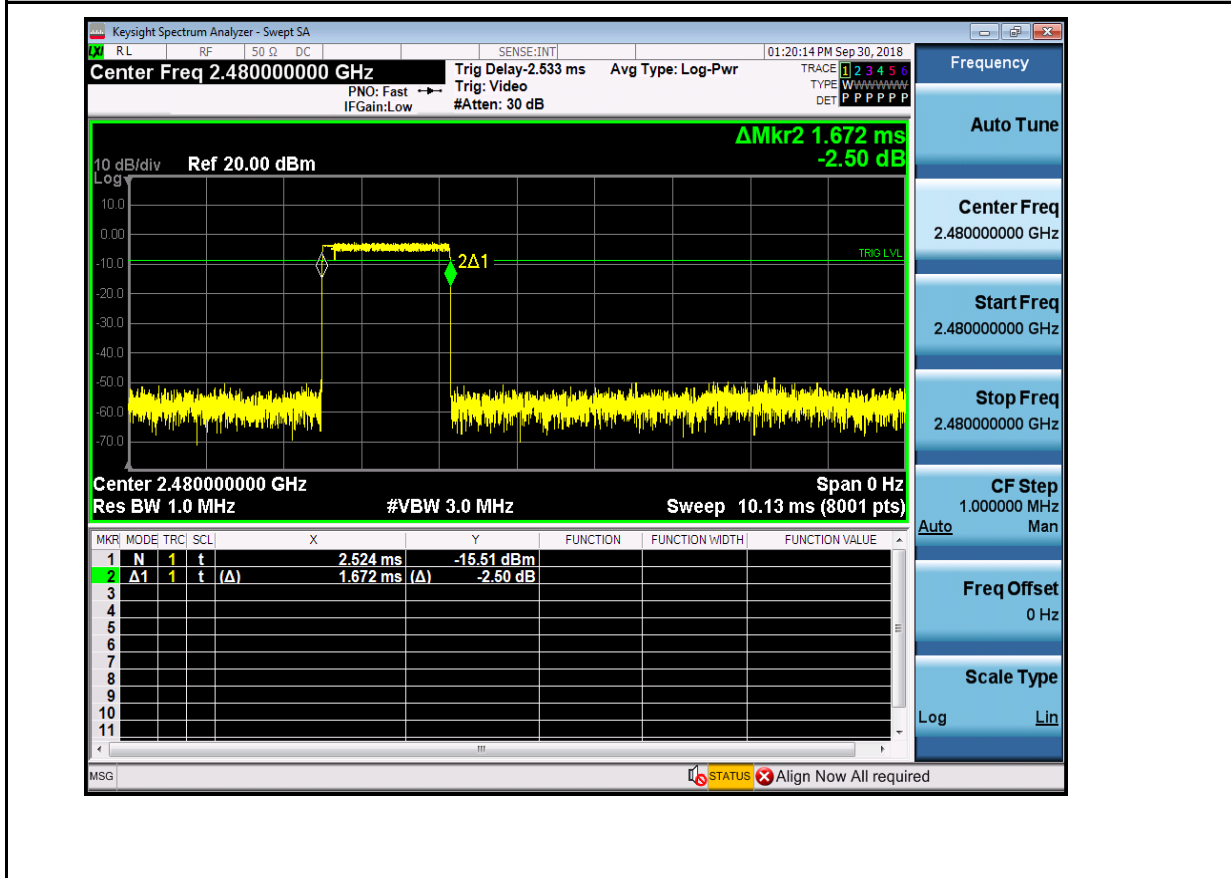 Keysight Spectrum Analyzer - Swept SA
LXI RL RF 50 Ω DC SENSE:INT 01:20:14 PM Sep 30, 2018
Center Freq 2.480000000 GHz
PNO: Fast
IFGain:Low
Trig Delay-2.533 ms
Trig: Video
#Atten: 30 dB
Avg Type: Log-Pwr
TRACE 1 2 3 4 5 6
TYPE WWWWWW
DET P P P P P P
ΔMkr2 1.672 ms
-2.50 dB
10 dB/div Ref 20.00 dBm
Log
10.0
0.00
-10.0
-20.0
-30.0
-40.0
-50.0
-60.0
-70.0
TRIG LVL
2Δ1
Center 2.480000000 GHz Span 0 Hz
Res BW 1.0 MHz #VBW 3.0 MHz Sweep 10.13 ms (8001 pts)
MKR MODE TRC SCL X Y FUNCTION FUNCTION WIDTH FUNCTION VALUE
1 N 1 t 2.524 ms -15.51 dBm
2 Δ1 1 t (Δ) 1.672 ms (Δ) -2.50 dB
3
4
5
6
7
8
9
10
11
MSG STATUS Align Now All required
Frequency
Auto Tune
Center Freq
2.480000000 GHz
Start Freq
2.480000000 GHz
Stop Freq
2.480000000 GHz
CF Step
1.000000 MHz
Auto Man
Freq Offset
0 Hz
Scale Type
Log Lin